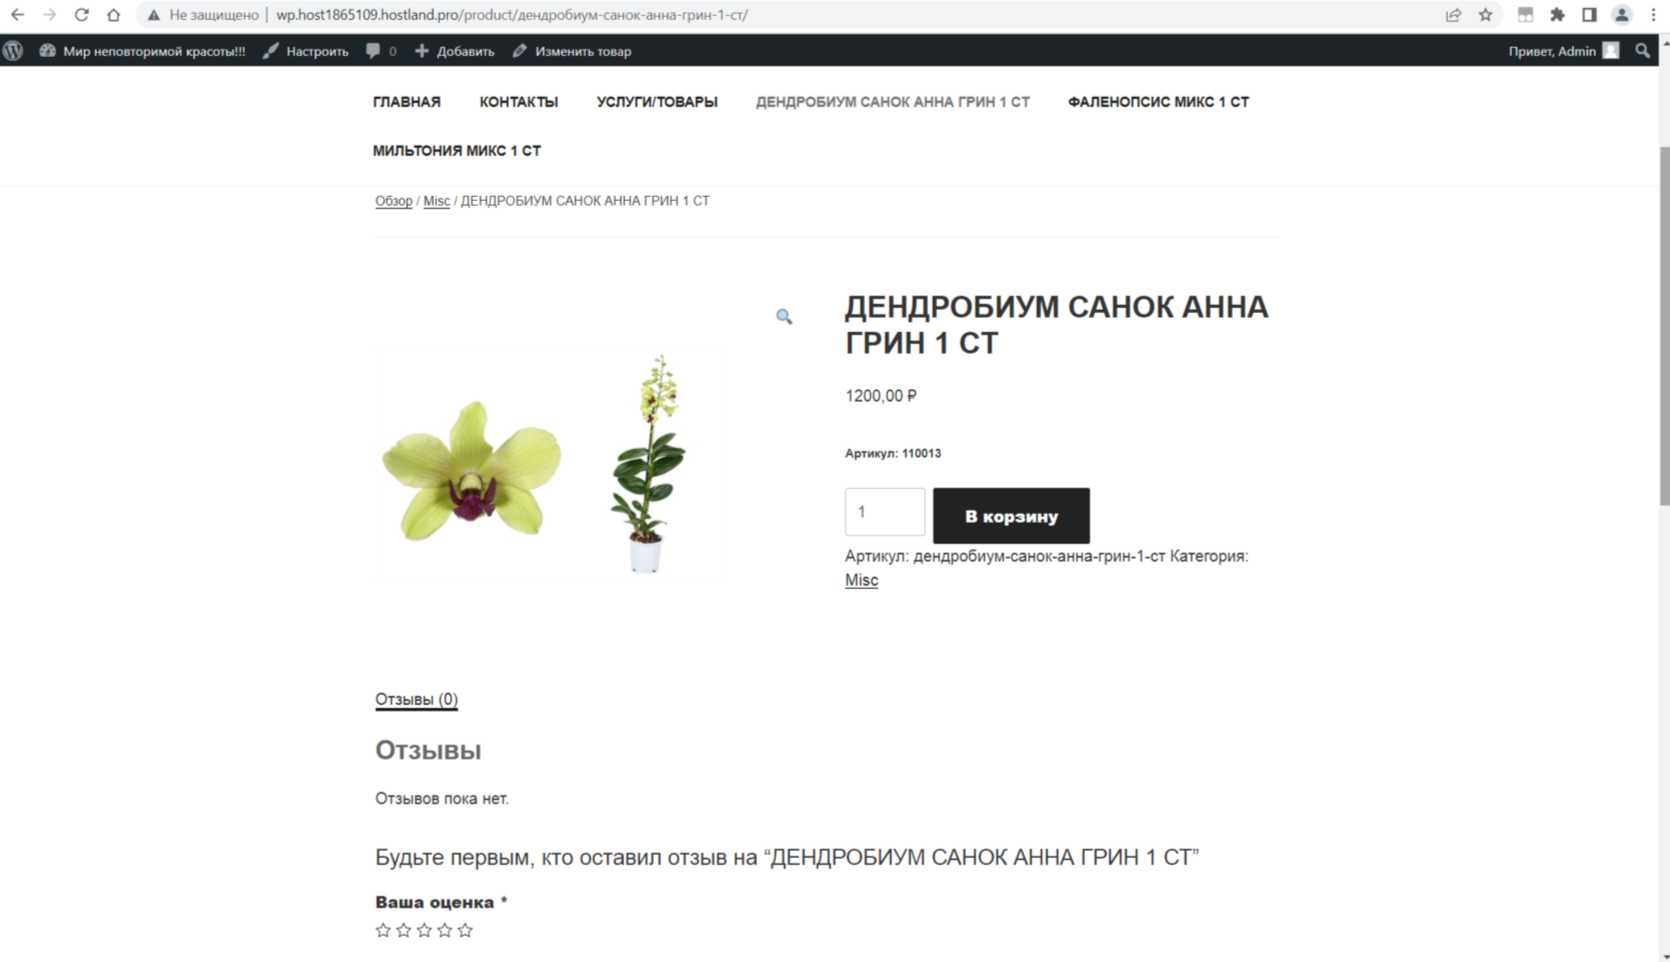 Не защищено | wp.host1865109.hostland.pro/product/дендробиум-санок-анна-грин-1-ст/
Мир неповторимой красоты!!! Настроить 0 Добавить Изменить товар Привет, Admin
ГЛАВНАЯ КОНТАКТЫ УСЛУГИ/ТОВАРЫ ДЕНДРОБИУМ САНОК АННА ГРИН 1 СТ ФАЛЕНОПСИС МИКС 1 СТ
МИЛЬТОНИЯ МИКС 1 СТ
Обзор / Misc / ДЕНДРОБИУМ САНОК АННА ГРИН 1 СТ
ДЕНДРОБИУМ САНОК АННА
ГРИН 1 СТ
1200,00 ₽
Артикул: 110013
1 В корзину
Артикул: дендробиум-санок-анна-грин-1-ст Категория:
Misc
Отзывы (0)
Отзывы
Отзывов пока нет.
Будьте первым, кто оставил отзыв на “ДЕНДРОБИУМ САНОК АННА ГРИН 1 СТ”
Ваша оценка *